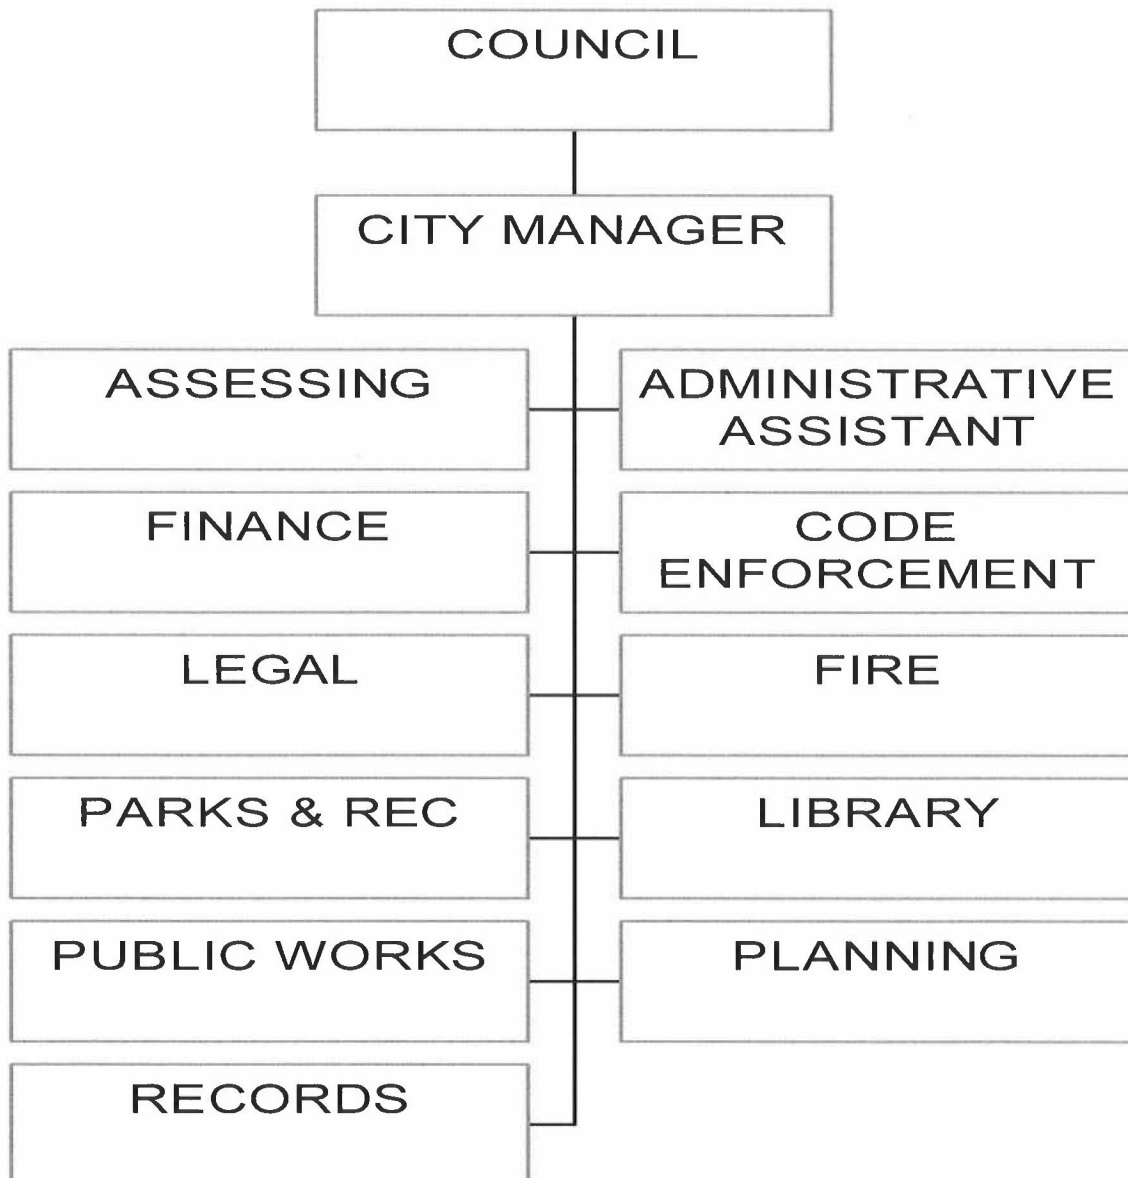 COUNCIL
CITY MANAGER
ASSESSING
ADMINISTRATIVE
ASSISTANT
FINANCE
CODE
ENFORCEMENT
LEGAL
FIRE
PARKS & REC
LIBRARY
PUBLIC WORKS
PLANNING
RECORDS